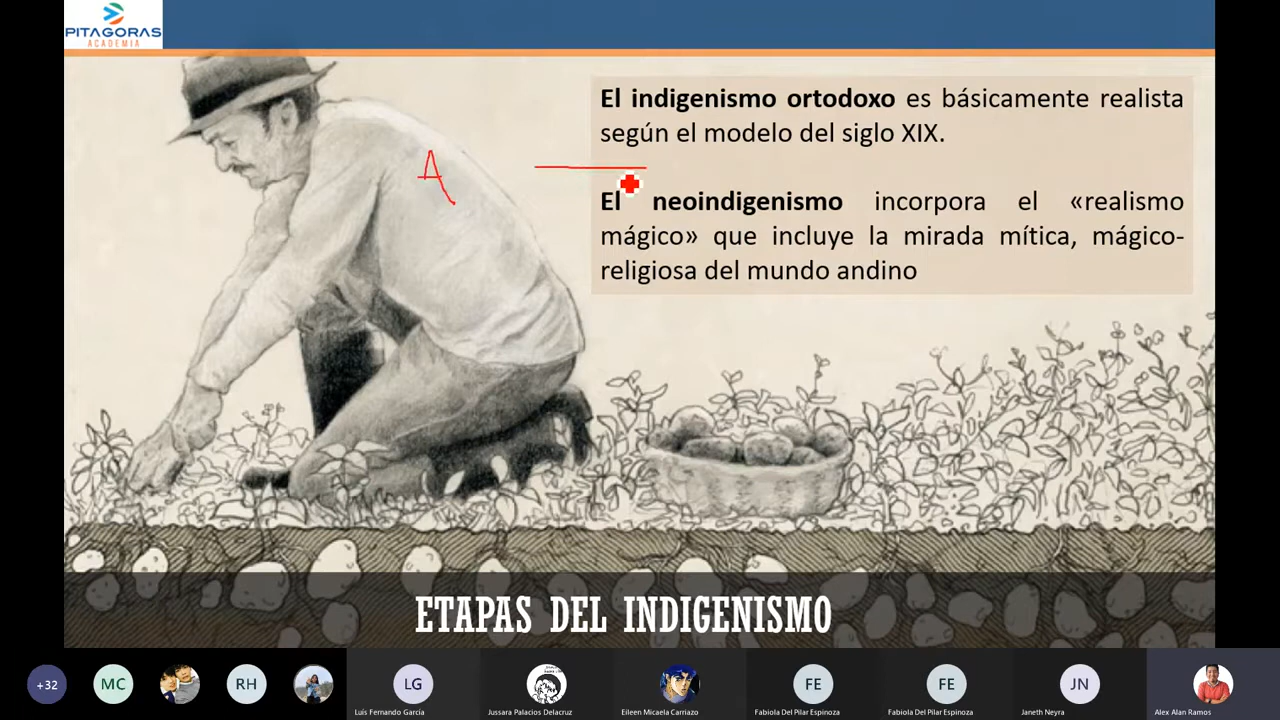 PITAGORAS
ACADEMIA
El indigenismo ortodoxo es básicamente realista
según el modelo del siglo XIX.
A
El neoindigenismo incorpora el «realismo
mágico» que incluye la mirada mítica, mágico-
religiosa del mundo andino
ETAPAS DEL INDIGENISMO
+32
MC
RH
LG
FE
FE
JN
Luis Fernando García
Jussara Palacios Delacruz
Eileen Micaela Carriazo
Fabiola Del Pilar Espinoza
Fabiola Del Pilar Espinoza
Janeth Neyra
Alex Alan Ramos